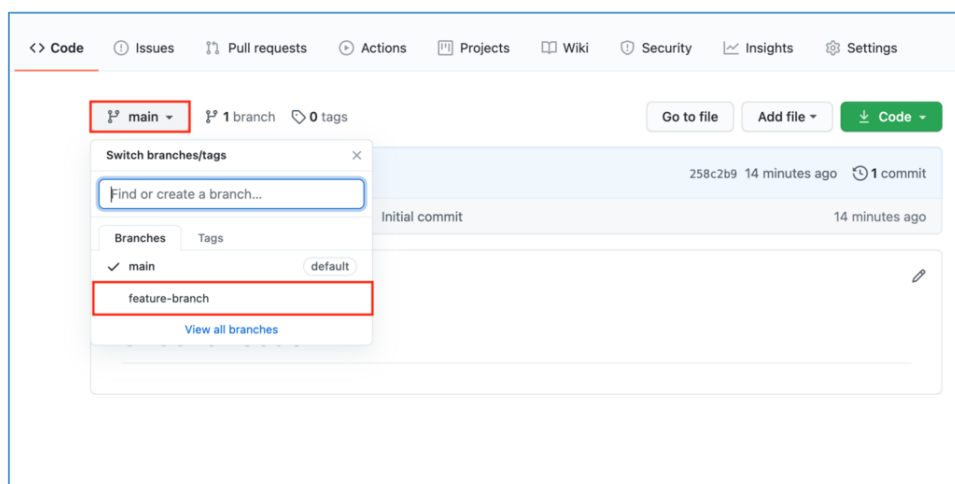 <> Code Issues Pull requests Actions Projects Wiki Security Insights Settings
main 1 branch 0 tags Go to file Add file Code
Switch branches/tags
258c2b9 14 minutes ago 1 commit
Find or create a branch...
Initial commit 14 minutes ago
Branches Tags
main default
feature-branch
View all branches